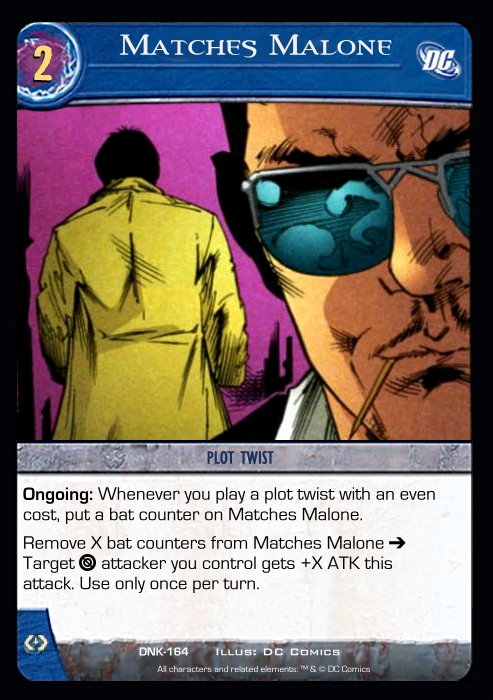 2
Matches Malone
DC
PLOT TWIST
Ongoing: Whenever you play a plot twist with an even
cost, put a bat counter on Matches Malone.
Remove X bat counters from Matches Malone ➔
Target attacker you control gets +X ATK this
attack. Use only once per turn.
DNK-164 Illus: DC Comics
All characters and related elements: ™ & © DC Comics